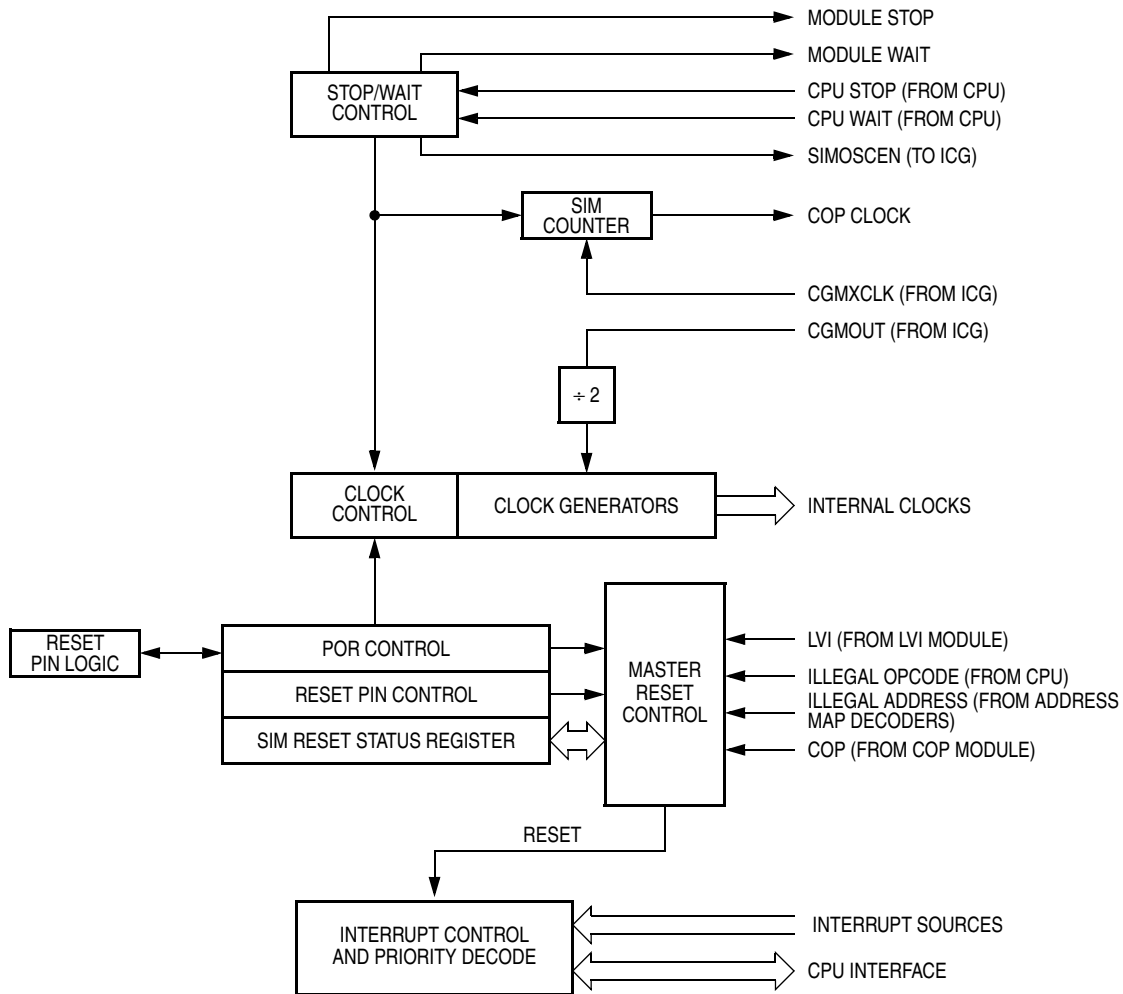 MODULE STOP
MODULE WAIT
STOP/WAIT
CONTROL
CPU STOP (FROM CPU)
CPU WAIT (FROM CPU)
SIMOSCEN (TO ICG)
SIM
COUNTER
COP CLOCK
CGMXCLK (FROM ICG)
CGMOUT (FROM ICG)
÷ 2
CLOCK
CONTROL
CLOCK GENERATORS
INTERNAL CLOCKS
RESET
PIN LOGIC
POR CONTROL
RESET PIN CONTROL
SIM RESET STATUS REGISTER
MASTER
RESET
CONTROL
LVI (FROM LVI MODULE)
ILLEGAL OPCODE (FROM CPU)
ILLEGAL ADDRESS (FROM ADDRESS
MAP DECODERS)
COP (FROM COP MODULE)
RESET
INTERRUPT CONTROL
AND PRIORITY DECODE
INTERRUPT SOURCES
CPU INTERFACE